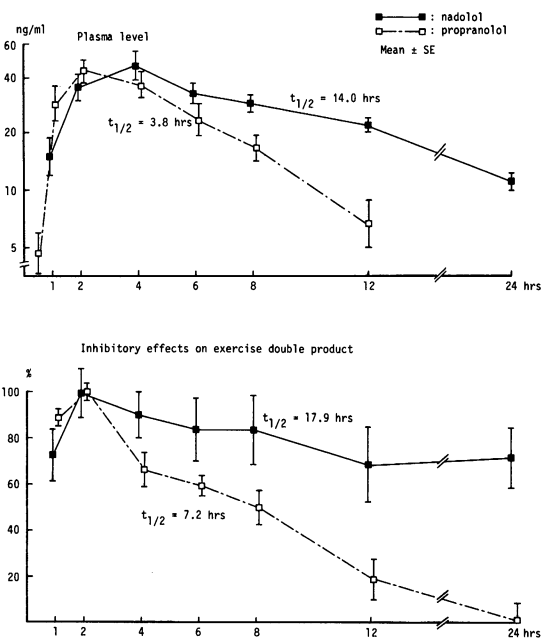 ng/ml
Plasma level
: nadolol
: propranolol
Mean ± SE
60
40
20
10
5
t1/2 = 14.0 hrs
t1/2 = 3.8 hrs
1 2 4 6 8 12 24 hrs
Inhibitory effects on exercise double product
%
100
80
60
40
20
t1/2 = 17.9 hrs
t1/2 = 7.2 hrs
1 2 4 6 8 12 24 hrs